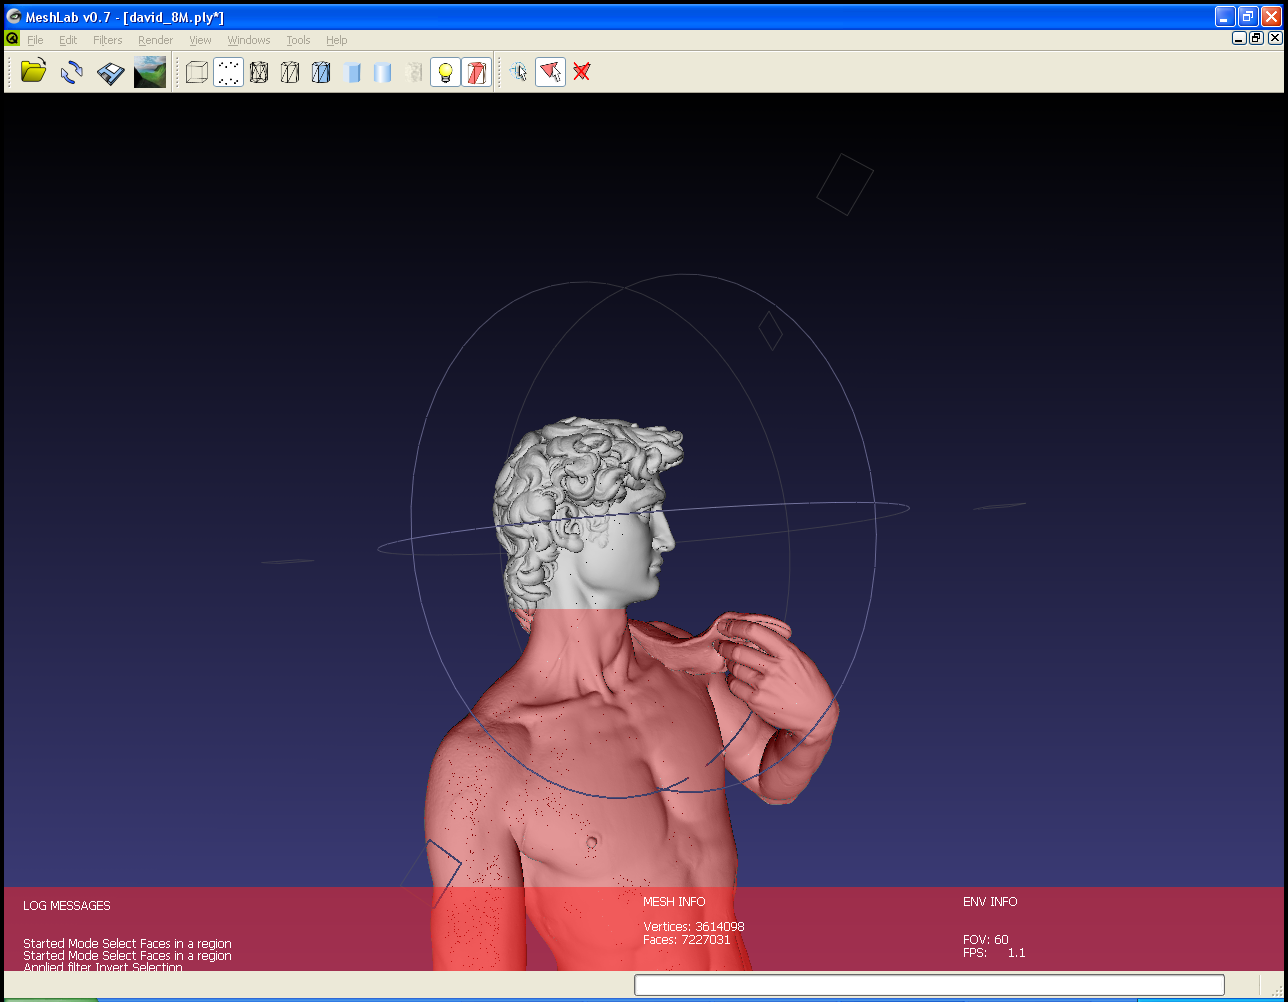 MeshLab v0.7 - [david_8M.ply*]
File Edit Filters Render View Windows Tools Help
LOG MESSAGES
Started Mode Select Faces in a region
Started Mode Select Faces in a region
Applied filter Invert Selection
MESH INFO
Vertices: 3614098
Faces: 7227031
ENV INFO
FOV: 60
FPS: 1.1